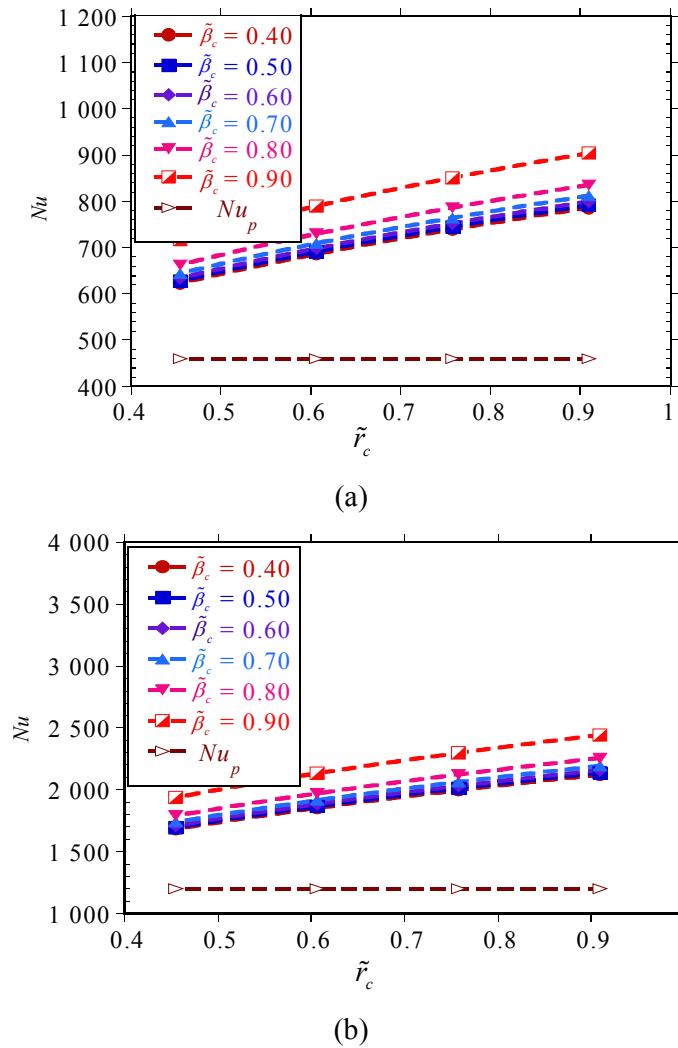 1 200
1 100
1 000
900
800
700
600
500
400
Nu
β̃c = 0.40
β̃c = 0.50
β̃c = 0.60
β̃c = 0.70
β̃c = 0.80
β̃c = 0.90
Nup
0.4 0.5 0.6 0.7 0.8 0.9 1
r̃c
(a)
4 000
3 500
3 000
2 500
2 000
1 500
1 000
Nu
β̃c = 0.40
β̃c = 0.50
β̃c = 0.60
β̃c = 0.70
β̃c = 0.80
β̃c = 0.90
Nup
0.4 0.5 0.6 0.7 0.8 0.9
r̃c
(b)